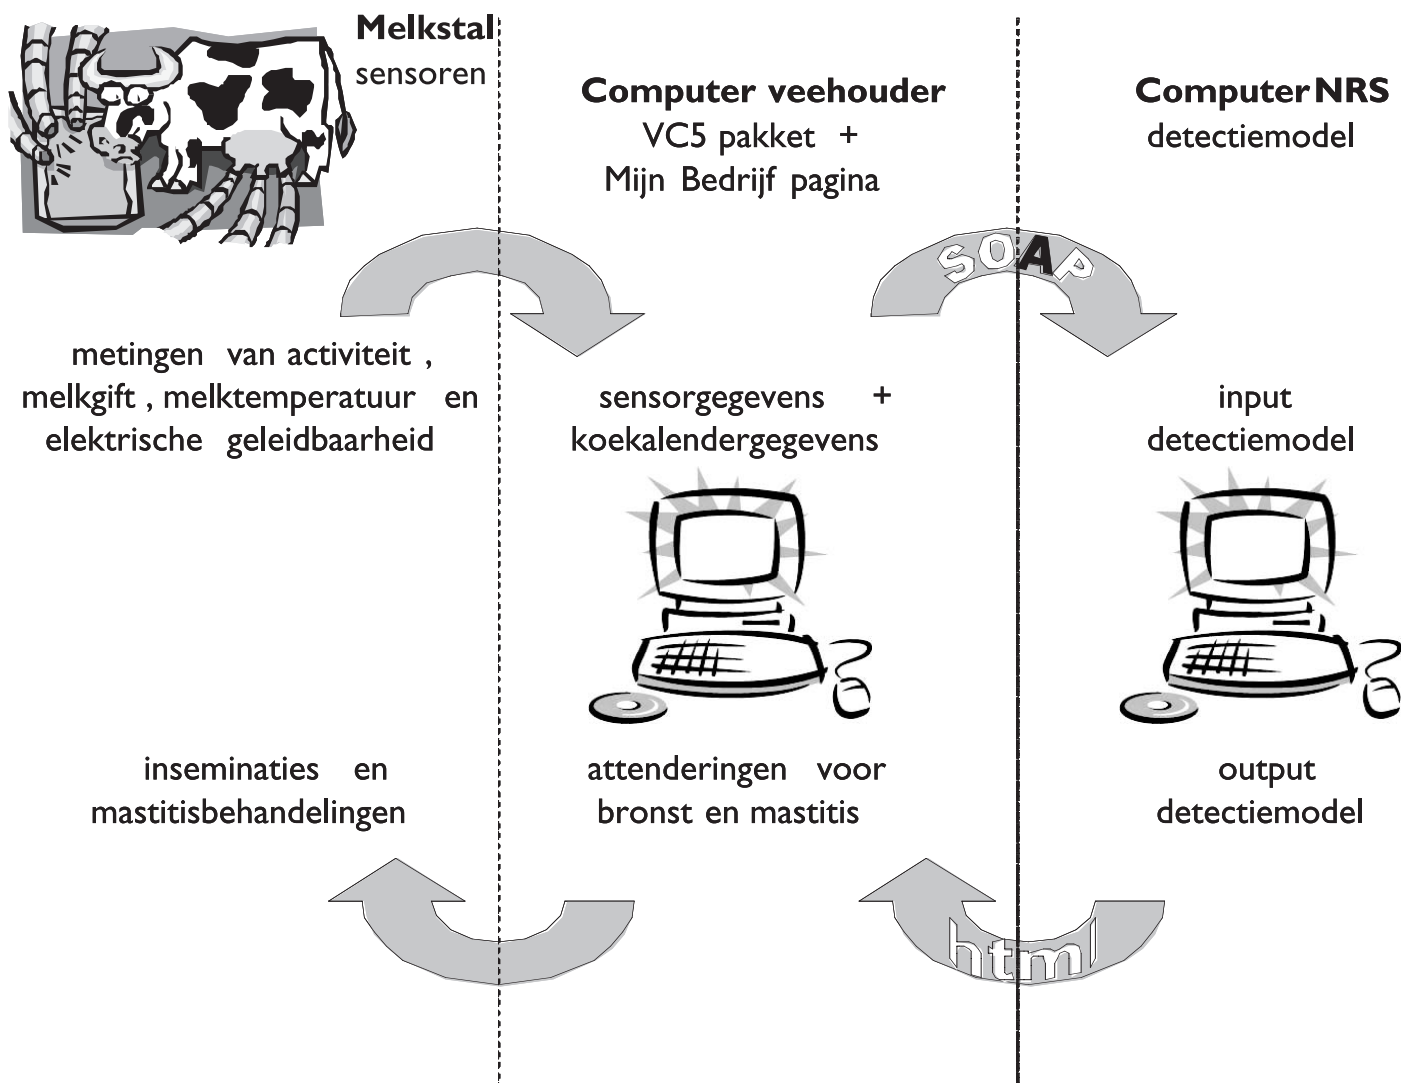 Melkstal
sensoren
Computer veehouder
VC5 pakket +
Mijn Bedrijf pagina
Computer NRS
detectiemodel
SOAP
metingen van activiteit ,
melkgift , melktemperatuur en
elektrische geleidbaarheid
sensorgegevens +
koekalendergegevens
input
detectiemodel
inseminaties en
mastitisbehandelingen
attenderingen voor
bronst en mastitis
output
detectiemodel
html